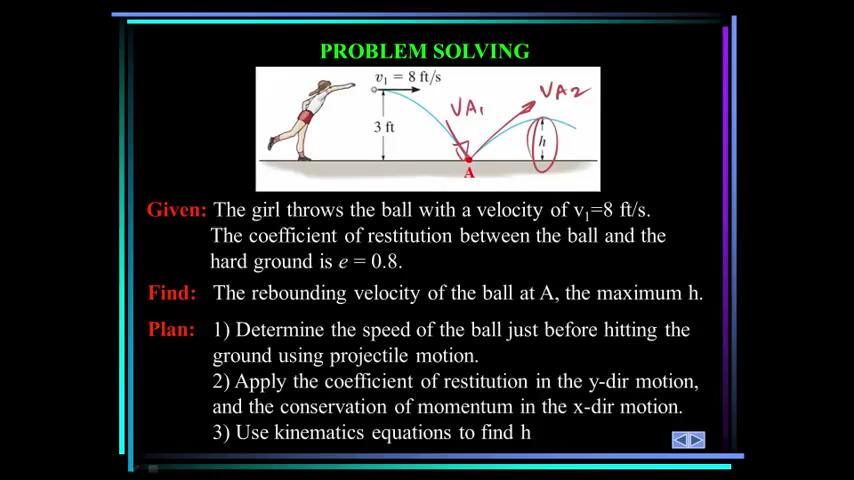 PROBLEM SOLVING
v₁ = 8 ft/s
VA1
VA2
3 ft
h
A
Given: The girl throws the ball with a velocity of v₁=8 ft/s.
The coefficient of restitution between the ball and the
hard ground is e = 0.8.
Find: The rebounding velocity of the ball at A, the maximum h.
Plan: 1) Determine the speed of the ball just before hitting the
ground using projectile motion.
2) Apply the coefficient of restitution in the y-dir motion,
and the conservation of momentum in the x-dir motion.
3) Use kinematics equations to find h